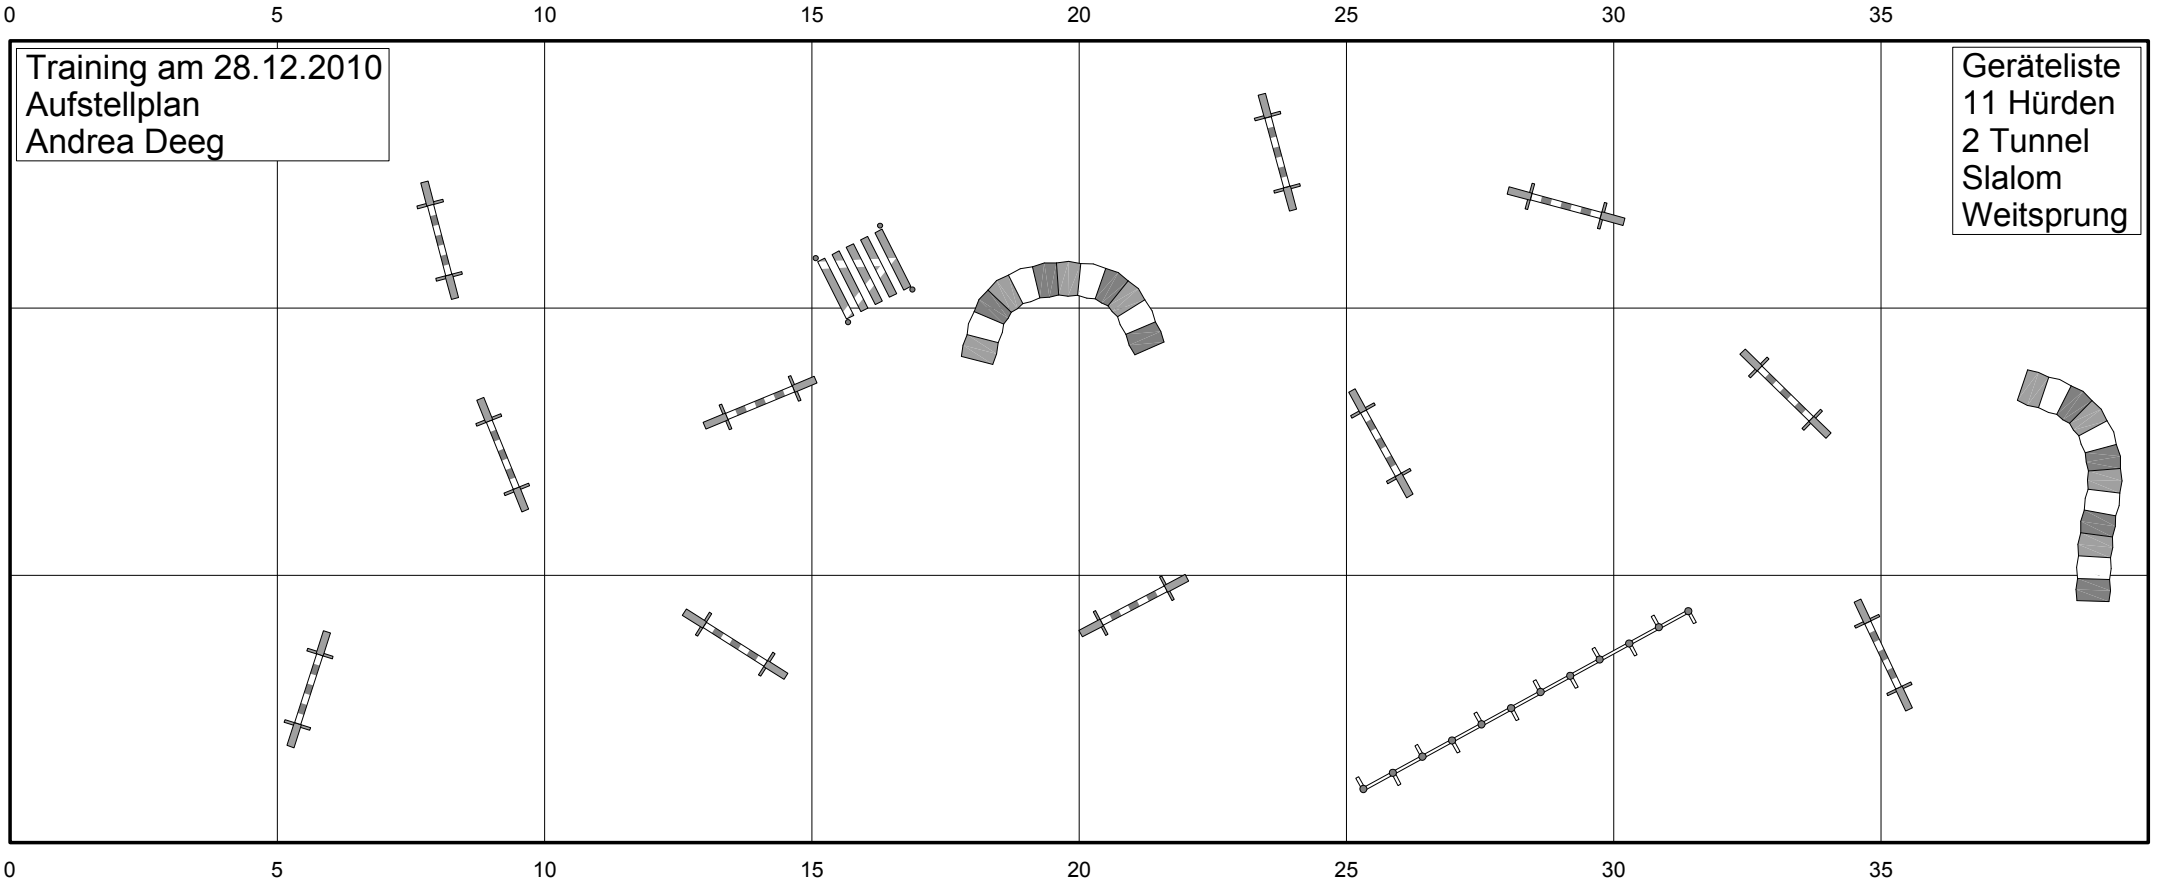 0 5 10 15 20 25 30 35
Training am 28.12.2010
Aufstellplan
Andrea Deeg
Geräteliste
11 Hürden
2 Tunnel
Slalom
Weitsprung
0 5 10 15 20 25 30 35